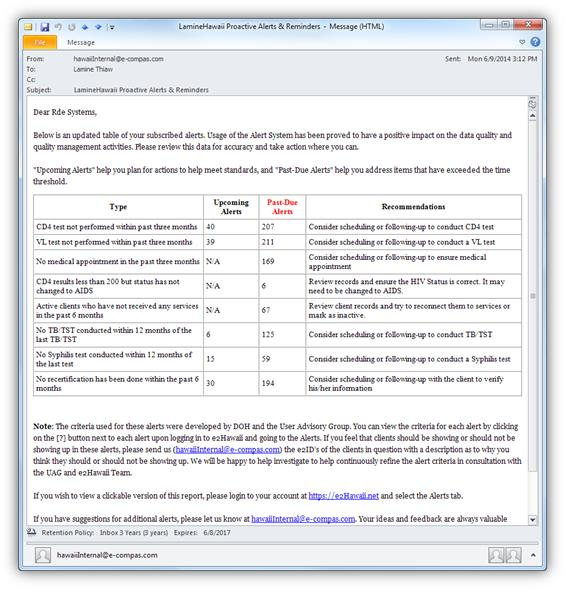 LamineHawaii Proactive Alerts & Reminders - Message (HTML)
File Message
From: hawaiiInternal@e-compas.com Sent: Mon 6/9/2014 3:12 PM
To: Lamine Thiaw
Cc:
Subject: LamineHawaii Proactive Alerts & Reminders
Dear Rde Systems,
Below is an updated table of your subscribed alerts. Usage of the Alert System has been proved to have a positive impact on the data quality and
quality management activities. Please review this data for accuracy and take action where you can.
"Upcoming Alerts" help you plan for actions to help meet standards, and "Past-Due Alerts" help you address items that have exceeded the time
threshold.
Type Upcoming Alerts Past-Due Alerts Recommendations
CD4 test not performed within past three months 40 207 Consider scheduling or following-up to conduct CD4 test
VL test not performed within past three months 39 211 Consider scheduling or following-up to conduct a VL test
No medical appointment in the past three months N/A 169 Consider scheduling or following-up to ensure medical
appointment
CD4 results less than 200 but status has not
changed to AIDS N/A 6 Review records and ensure the HIV Status is correct. It may
need to be changed to AIDS.
Active clients who have not received any services
in the past 6 months N/A 67 Review client records and try to reconnect them to services or
mark as inactive.
No TB/TST conducted within 12 months of the
last TB/TST 6 125 Consider scheduling or following-up to conduct TB/TST
No Syphilis test conducted within 12 months of
the last test 15 59 Consider scheduling or following-up to conduct a Syphilis test
No recertification has been done within the past 6
months 30 194 Consider scheduling or following-up with the client to verify
his/her information
Note: The criteria used for these alerts were developed by DOH and the User Advisory Group. You can view the criteria for each alert by clicking
on the [?] button next to each alert upon logging in to e2Hawaii and going to the Alerts. If you feel that clients should be showing or should not be
showing up in these alerts, please send us (hawaiiInternal@e-compas.com) the e2ID's of the clients in question with a description as to why you
think they should or should not be showing up. We will be happy to help investigate to help continuously refine the alert criteria in consultation with
the UAG and e2Hawaii Team.
If you wish to view a clickable version of this report, please login to your account at https://e2Hawaii.net and select the Alerts tab.
If you have suggestions for additional alerts, please let us know at hawaiiInternal@e-compas.com. Your ideas and feedback are always valuable
Retention Policy: Inbox 3 Years (3 years) Expires: 6/8/2017
hawaiiInternal@e-compas.com